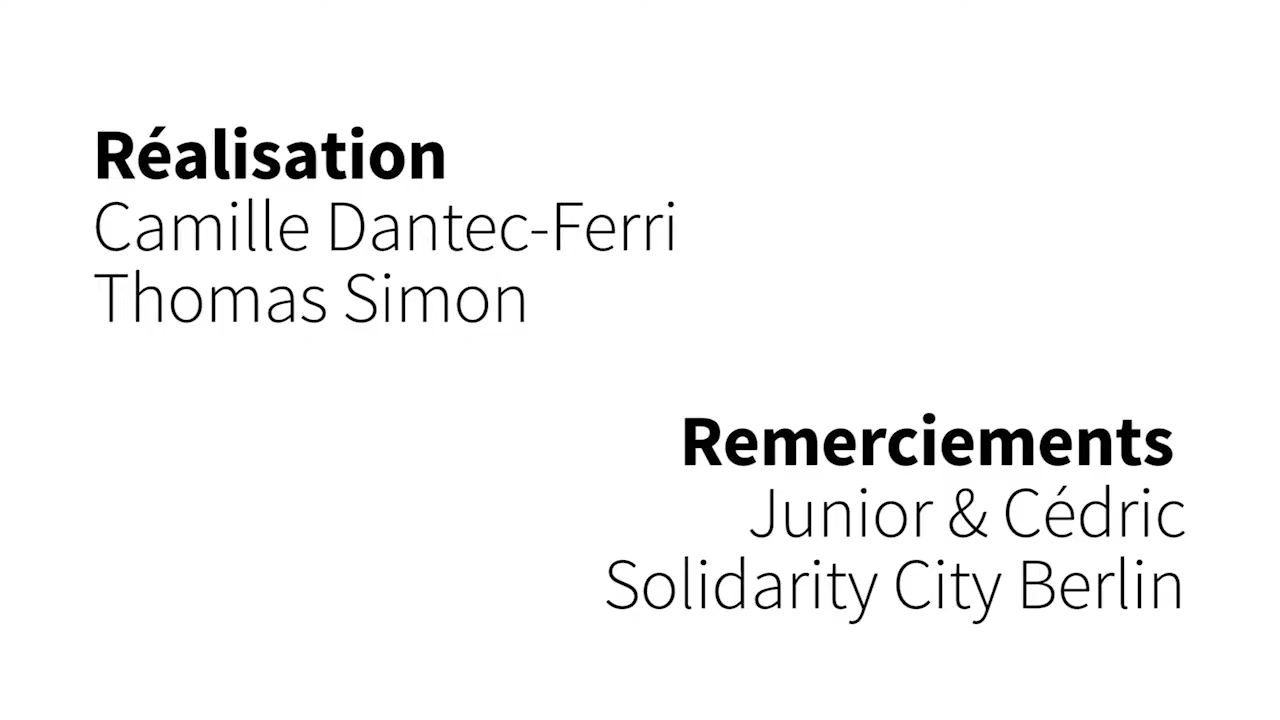 Réalisation
Camille Dantec-Ferri
Thomas Simon
Remerciements
Junior & Cédric
Solidarity City Berlin